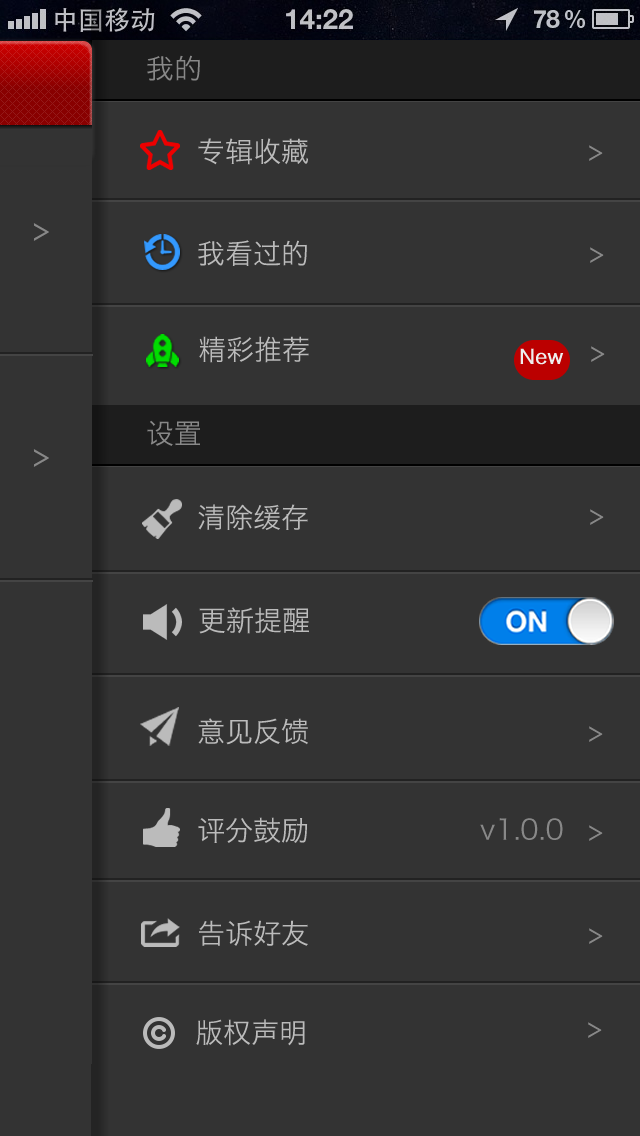 中国移动 14:22 78%
我的
专辑收藏
我看过的
精彩推荐 New
设置
清除缓存
更新提醒 ON
意见反馈
评分鼓励 v1.0.0
告诉好友
版权声明